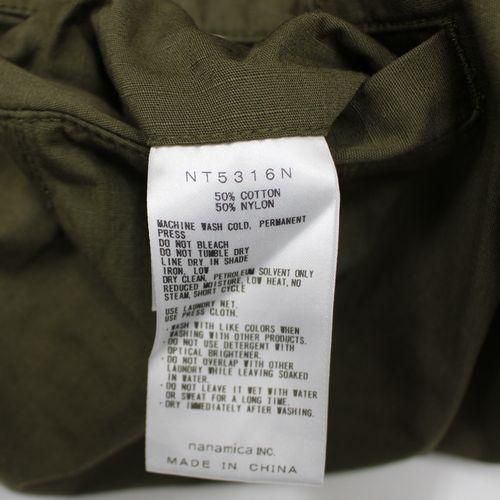 NT5316N
50% COTTON
50% NYLON
MACHINE WASH COLD, PERMANENT
PRESS
DO NOT BLEACH
DO NOT TUMBLE DRY
LINE DRY IN SHADE
IRON, LOW
DRY CLEAN, PETROLEUM SOLVENT ONLY
REDUCED MOISTURE, LOW HEAT, NO
STEAM, SHORT CYCLE
USE LAUNDRY NET.
USE PRESS CLOTH.
・WASH WITH LIKE COLORS WHEN
WASHING WITH OTHER PRODUCTS.
・DO NOT USE DETERGENT WITH
OPTICAL BRIGHTENER.
・DO NOT OVERLAP WITH OTHER
LAUNDRY WHILE LEAVING SOAKED
IN WATER.
・DO NOT LEAVE IT WET WITH WATER
OR SWEAT FOR A LONG TIME.
・DRY IMMEDIATELY AFTER WASHING.
nanamica INC.
MADE IN CHINA